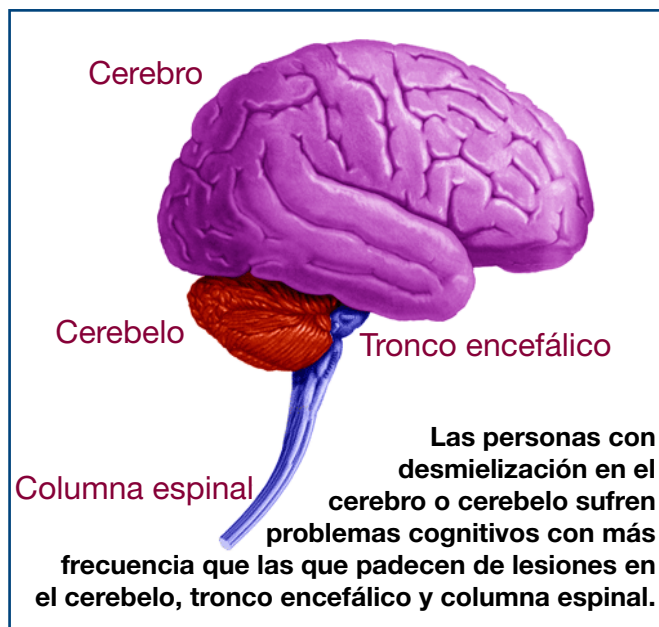 Cerebro
Cerebelo
Tronco encefálico
Columna espinal
Las personas con
desmielización en el
cerebro o cerebelo sufren
problemas cognitivos con más
frecuencia que las que padecen de lesiones en
el cerebelo, tronco encefálico y columna espinal.